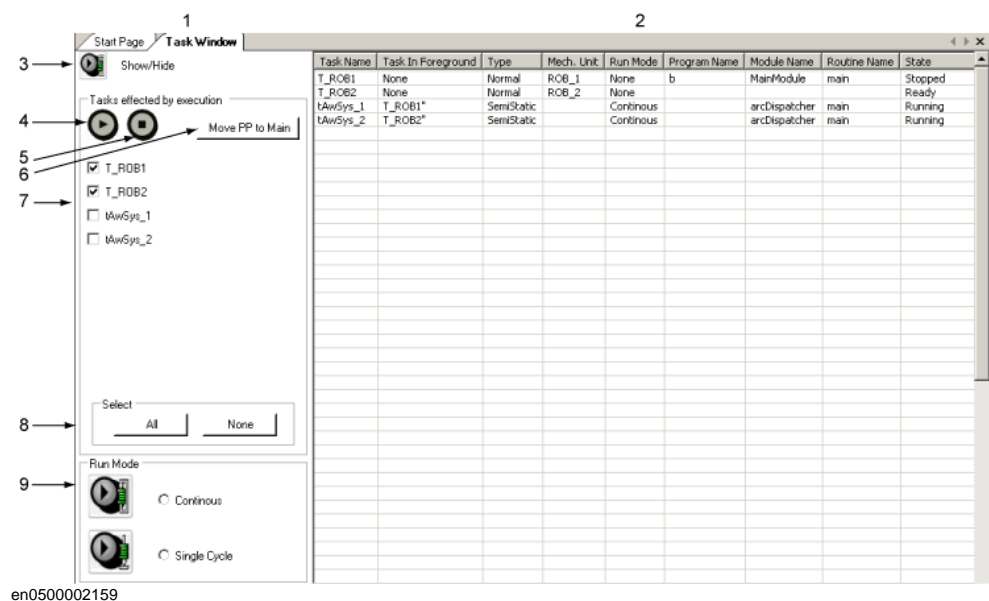 1 2
Start Page Task Window
3 Show/Hide
Task Name Task In Foreground Type Mech. Unit Run Mode Program Name Module Name Routine Name State
T_ROB1 None Normal ROB_1 None b MainModule main Stopped
T_ROB2 None Normal ROB_2 None Ready
tAwSys_1 T_ROB1" SemiStatic Continous arcDispatcher main Running
tAwSys_2 T_ROB2" SemiStatic Continous arcDispatcher main Running
Tasks effected by execution
4
Move PP to Main
5
6
T_ROB1
T_ROB2
7
tAwSys_1
tAwSys_2
Select
8 All None
Run Mode
9
Continous
Single Cycle
en0500002159